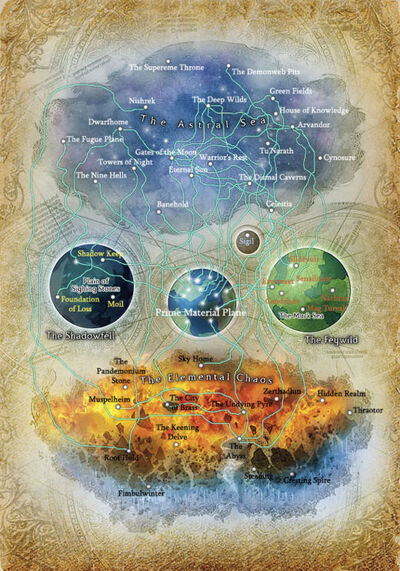 The Supreme Throne
The Demonweb Pits
Green Fields
Nishrek
The Deep Wilds
House of Knowledge
Dwarfhome
The Astral Sea
Arvandor
The Fugue Plane
Gates of the Moon
Tu'Narath
Towers of Night
Warrior's Rest
Cynosure
The Nine Hells
Eternal Sun
The Dismal Caverns
Banehold
Celestia
Sigil
Shadow Keep
Plain of
Sighing Stones
Foundation
of Loss
Moil
The Shadowfell
Prime Material Plane
The Murk Sea
The Feywild
Sky Home
The
Pandemonium
Stone
The Elemental Chaos
Muspelheim
The City
of Brass
The Undying Pyre
Zerthadlun
Hidden Realm
Thraotor
The Keening
Delve
The
Abyss
Root Hold
Fimbulwinter
Cresting Spire